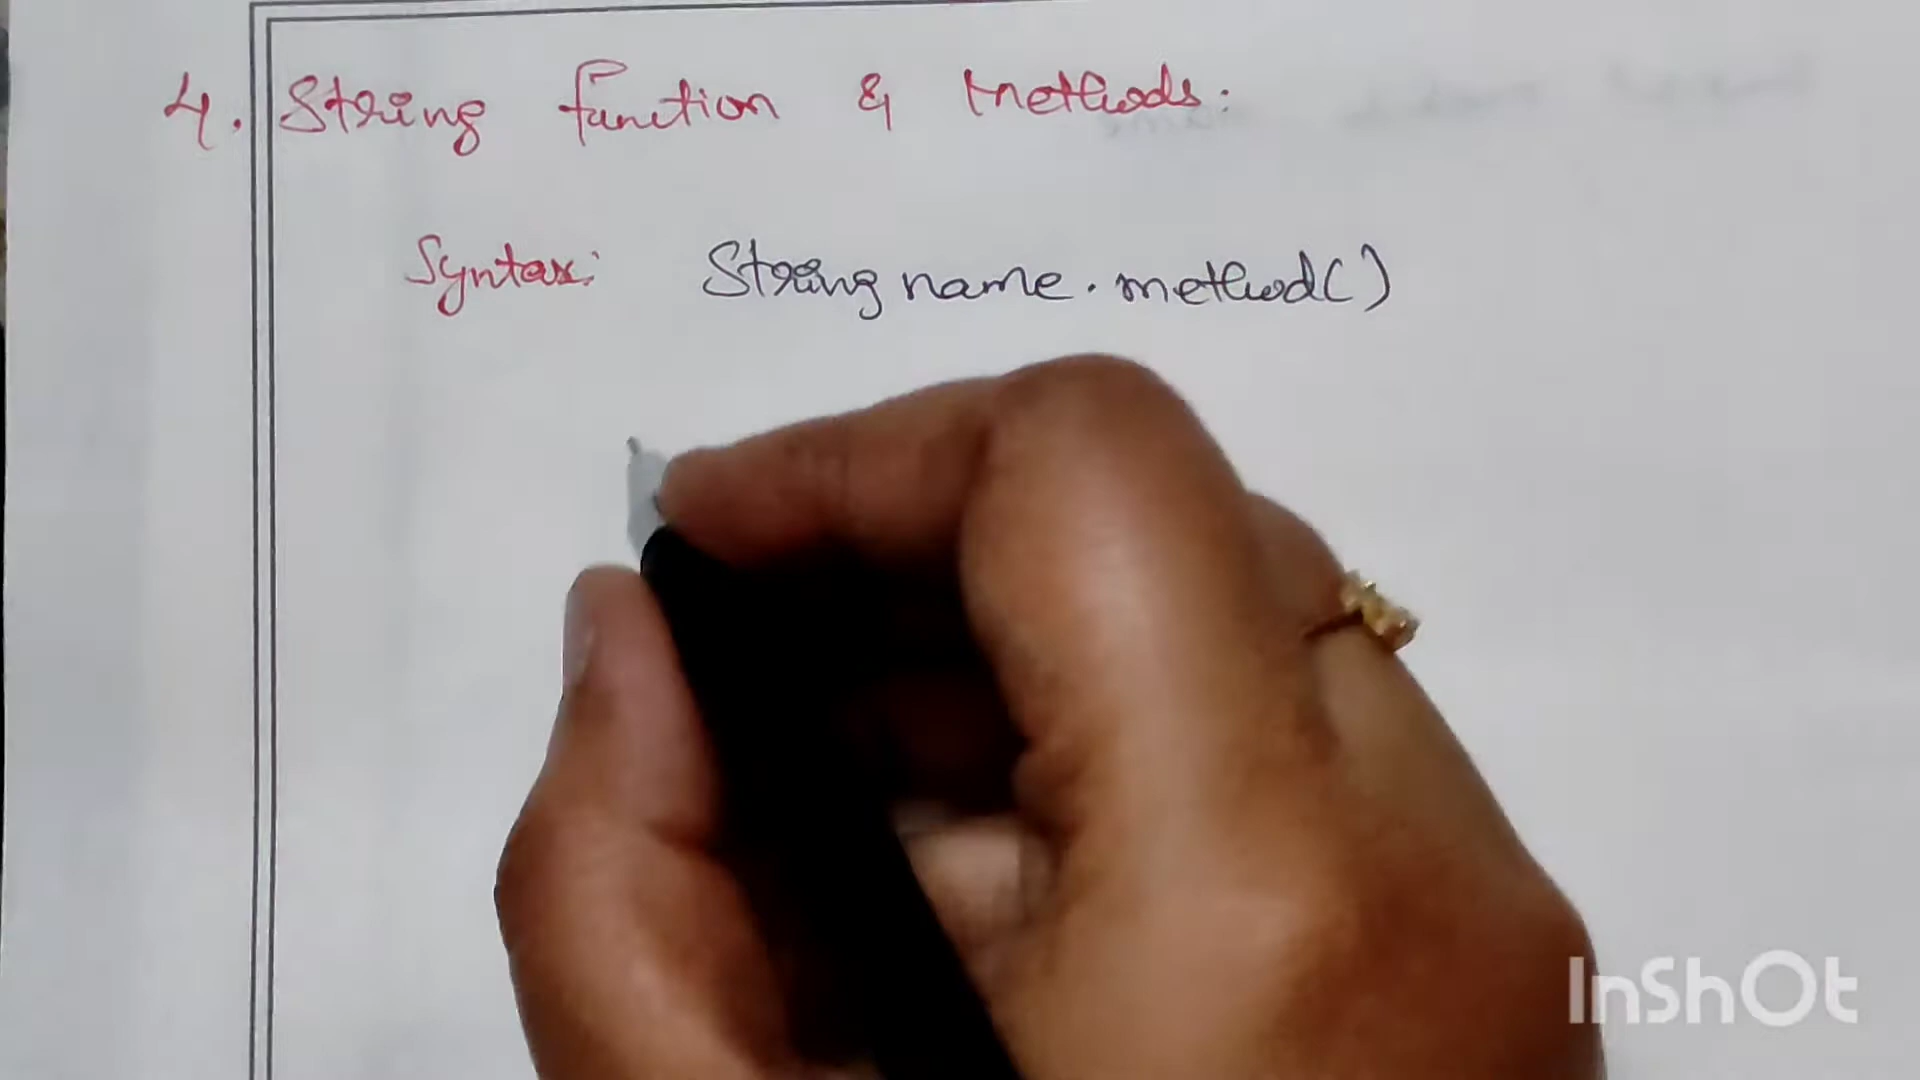 4. String function & Methods:
Syntax: String name . method ( )
InShOt